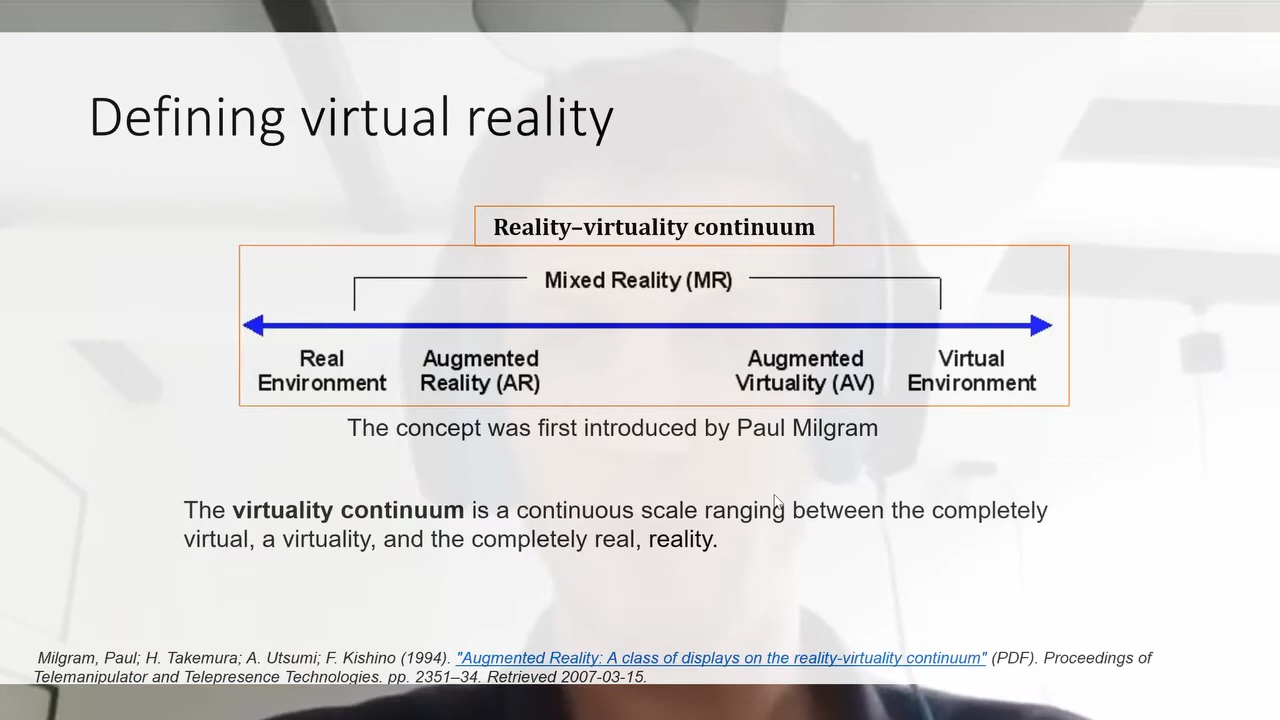 Defining virtual reality
Reality–virtuality continuum
Mixed Reality (MR)
Real Environment
Augmented Reality (AR)
Augmented Virtuality (AV)
Virtual Environment
The concept was first introduced by Paul Milgram
The virtuality continuum is a continuous scale ranging between the completely
virtual, a virtuality, and the completely real, reality.
Milgram, Paul; H. Takemura; A. Utsumi; F. Kishino (1994). "Augmented Reality: A class of displays on the reality-virtuality continuum" (PDF). Proceedings of
Telemanipulator and Telepresence Technologies. pp. 2351–34. Retrieved 2007-03-15.